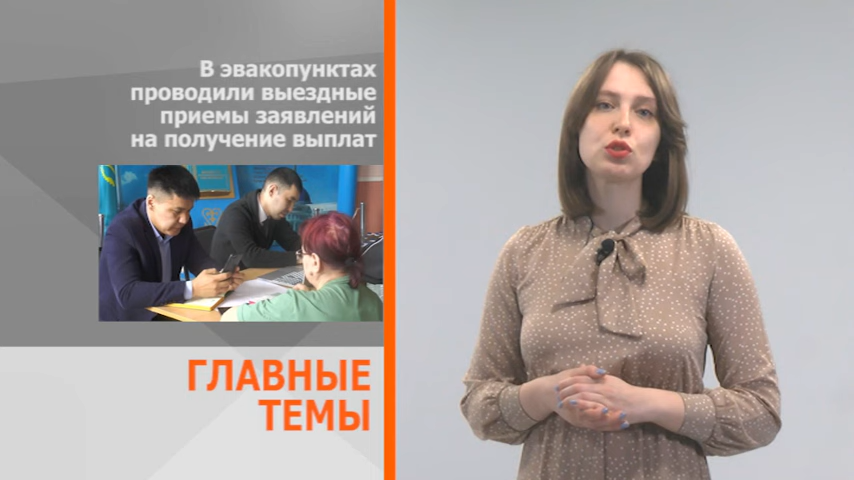 В эвакопунктах
проводили выездные
приемы заявлений
на получение выплат
ГЛАВНЫЕ
ТЕМЫ